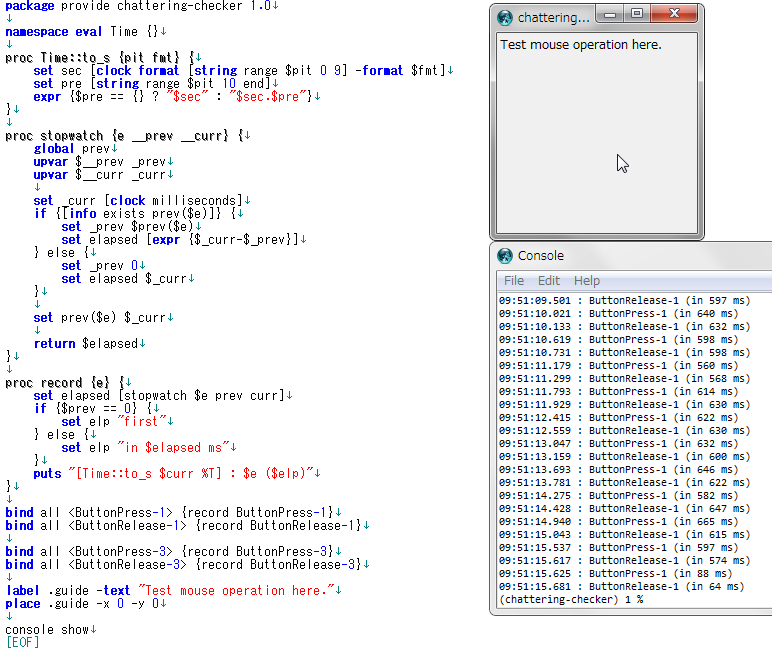 package provide chattering-checker 1.0↓
↓
namespace eval Time {}↓
↓
proc Time::to_s {pit fmt} {↓
    set sec [clock format [string range $pit 0 9] -format $fmt]↓
    set pre [string range $pit 10 end]↓
    expr {$pre == {} ? "$sec" : "$sec.$pre"}↓
}↓
↓
proc stopwatch {e __prev __curr} {↓
    global prev↓
    upvar $__prev _prev↓
    upvar $__curr _curr↓
    ↓
    set _curr [clock milliseconds]↓
    if {[info exists prev($e)]} {↓
        set _prev $prev($e)↓
        set elapsed [expr {$_curr-$_prev}]↓
    } else {↓
        set _prev 0↓
        set elapsed $_curr↓
    }↓
    ↓
    set prev($e) $_curr↓
    ↓
    return $elapsed↓
}↓
↓
proc record {e} {↓
    set elapsed [stopwatch $e prev curr]↓
    if {$prev == 0} {↓
        set elp "first"↓
    } else {↓
        set elp "in $elapsed ms"↓
    }↓
    puts "[Time::to_s $curr %T] : $e ($elp)"↓
}↓
↓
bind all <ButtonPress-1> {record ButtonPress-1}↓
bind all <ButtonRelease-1> {record ButtonRelease-1}↓
↓
bind all <ButtonPress-3> {record ButtonPress-3}↓
bind all <ButtonRelease-3> {record ButtonRelease-3}↓
↓
label .guide -text "Test mouse operation here."↓
place .guide -x 0 -y 0↓
↓
console show↓
[EOF]
chattering...
Test mouse operation here.
Console
File Edit Help
09:51:09.501 : ButtonRelease-1 (in 597 ms)
09:51:10.021 : ButtonPress-1 (in 640 ms)
09:51:10.133 : ButtonRelease-1 (in 632 ms)
09:51:10.619 : ButtonPress-1 (in 598 ms)
09:51:10.731 : ButtonRelease-1 (in 598 ms)
09:51:11.179 : ButtonPress-1 (in 560 ms)
09:51:11.299 : ButtonRelease-1 (in 568 ms)
09:51:11.793 : ButtonPress-1 (in 614 ms)
09:51:11.929 : ButtonRelease-1 (in 630 ms)
09:51:12.415 : ButtonPress-1 (in 622 ms)
09:51:12.559 : ButtonRelease-1 (in 630 ms)
09:51:13.047 : ButtonPress-1 (in 632 ms)
09:51:13.159 : ButtonRelease-1 (in 600 ms)
09:51:13.693 : ButtonPress-1 (in 646 ms)
09:51:13.781 : ButtonRelease-1 (in 622 ms)
09:51:14.275 : ButtonPress-1 (in 582 ms)
09:51:14.428 : ButtonRelease-1 (in 647 ms)
09:51:14.940 : ButtonPress-1 (in 665 ms)
09:51:15.043 : ButtonRelease-1 (in 615 ms)
09:51:15.537 : ButtonPress-1 (in 597 ms)
09:51:15.617 : ButtonRelease-1 (in 574 ms)
09:51:15.625 : ButtonPress-1 (in 88 ms)
09:51:15.681 : ButtonRelease-1 (in 64 ms)
(chattering-checker) 1 %